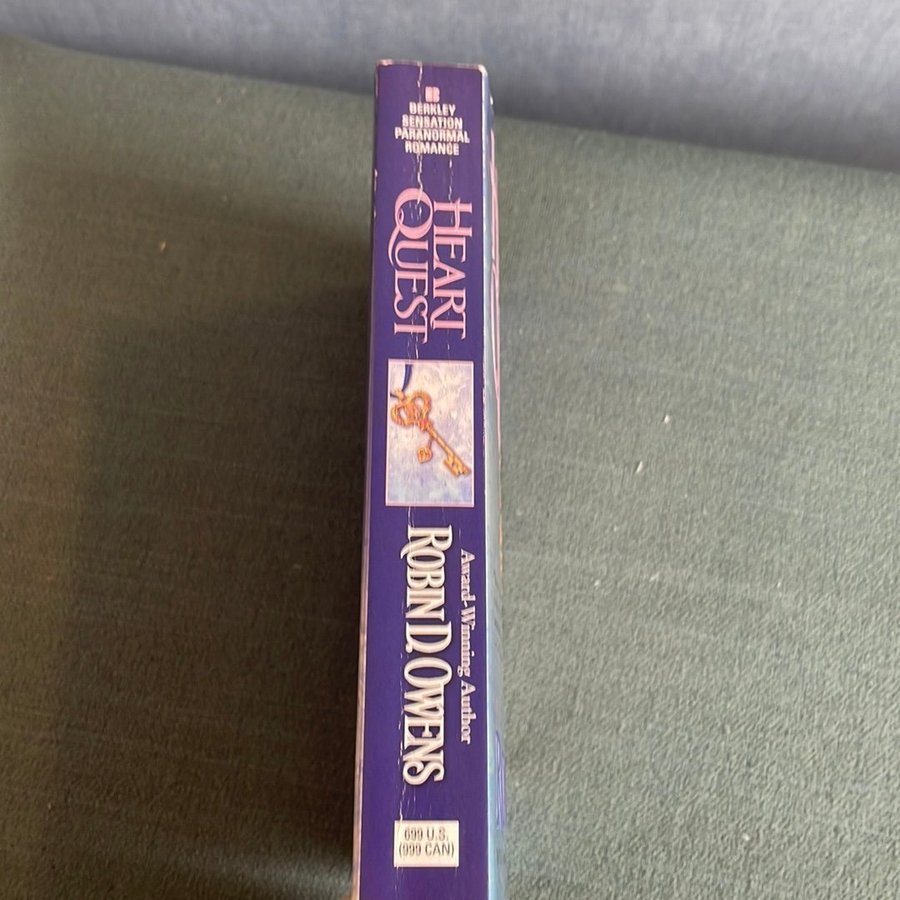 B
BERKLEY
SENSATION
PARANORMAL
ROMANCE
HEART
QUEST
Award-Winning Author
ROBIN D. OWENS
699 U.S.
(999 CAN)